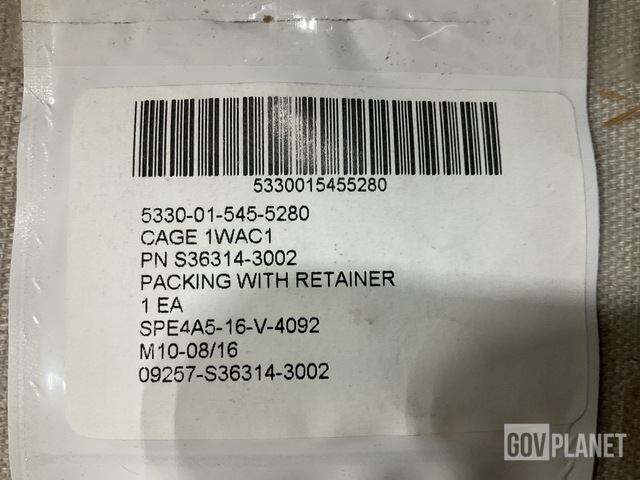 5330015455280
5330-01-545-5280
CAGE 1WAC1
PN S36314-3002
PACKING WITH RETAINER
1 EA
SPE4A5-16-V-4092
M10-08/16
09257-S36314-3002
GOVPLANET